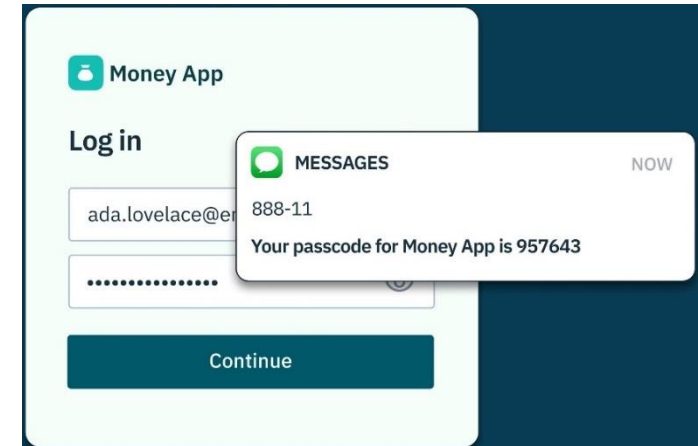 Money App
Log in
MESSAGES
NOW
ada.lovelace@e
888-11
Your passcode for Money App is 957643
••••••••••••••••
Continue